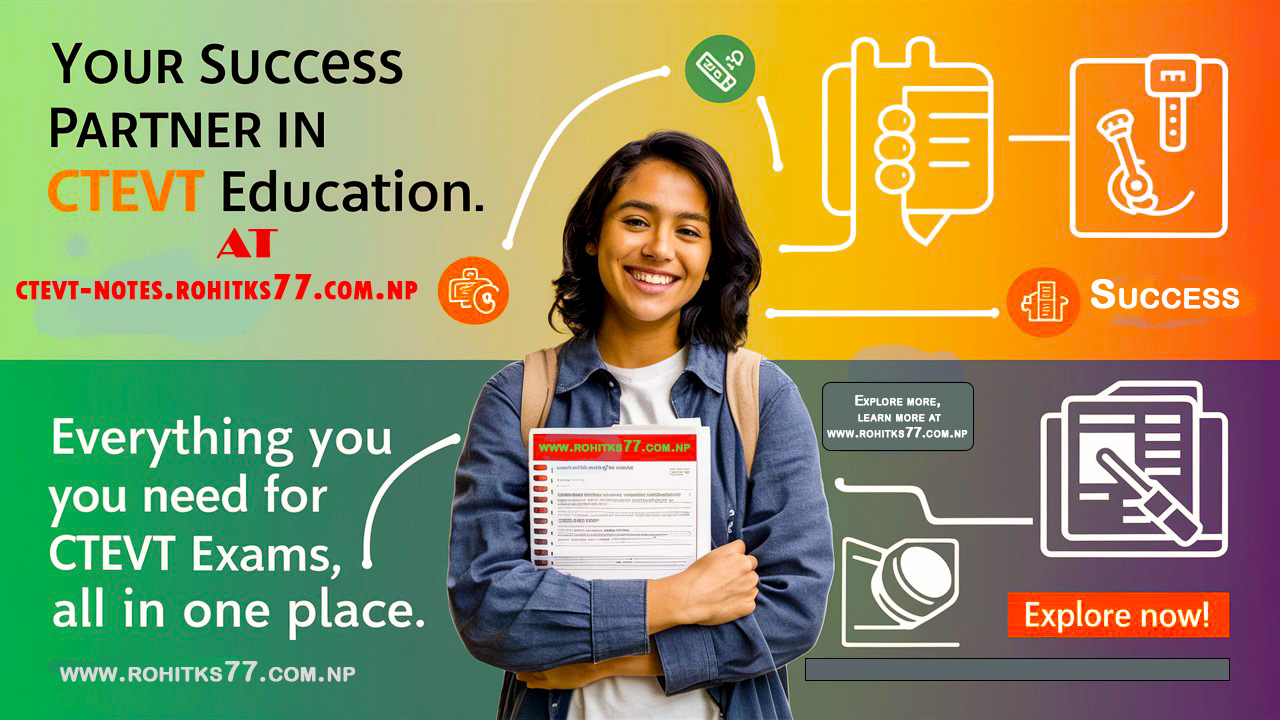 Your Success
Partner in
CTEVT Education.
AT
ctevt-notes.rohitks77.com.np
Success
Everything you
you need for
CTEVT Exams,
all in one place.
www.rohitks77.com.np
www.rohitks77.com.np
Explore more,
learn more at
www.rohitks77.com.np
Explore now!